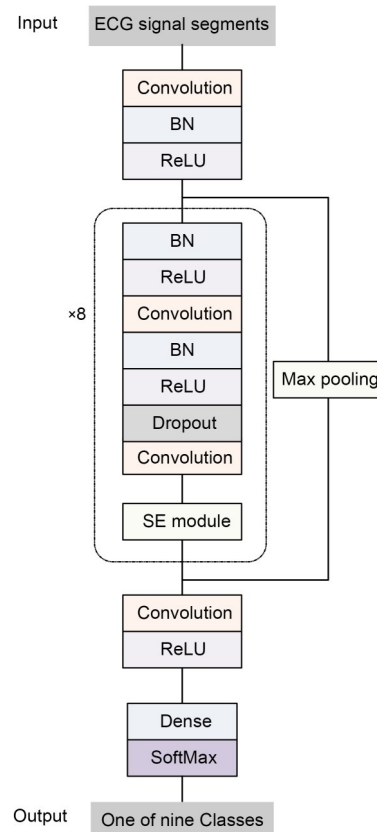 Input
ECG signal segments
Convolution
BN
ReLU
BN
ReLU
×8
Convolution
BN
ReLU
Max pooling
Dropout
Convolution
SE module
Convolution
ReLU
Dense
SoftMax
Output
One of nine Classes